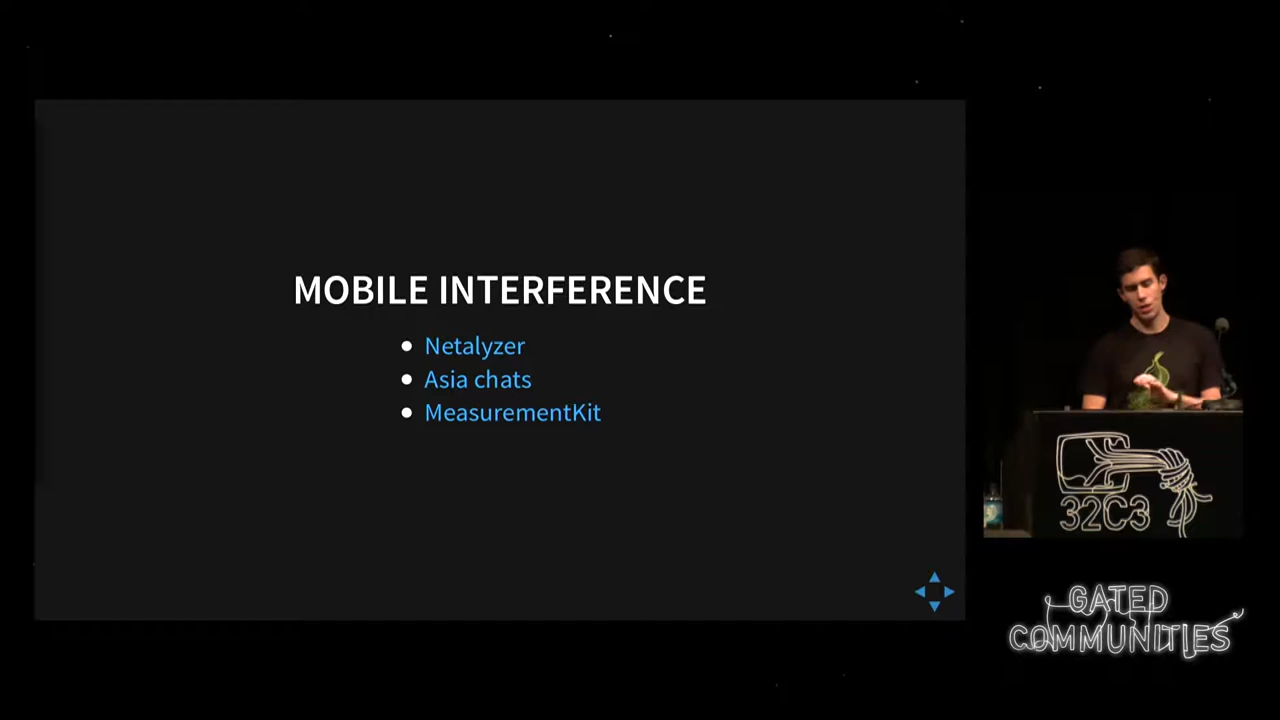 MOBILE INTERFERENCE
Netalyzer
Asia chats
MeasurementKit
32C3
GATED
COMMUNITIES